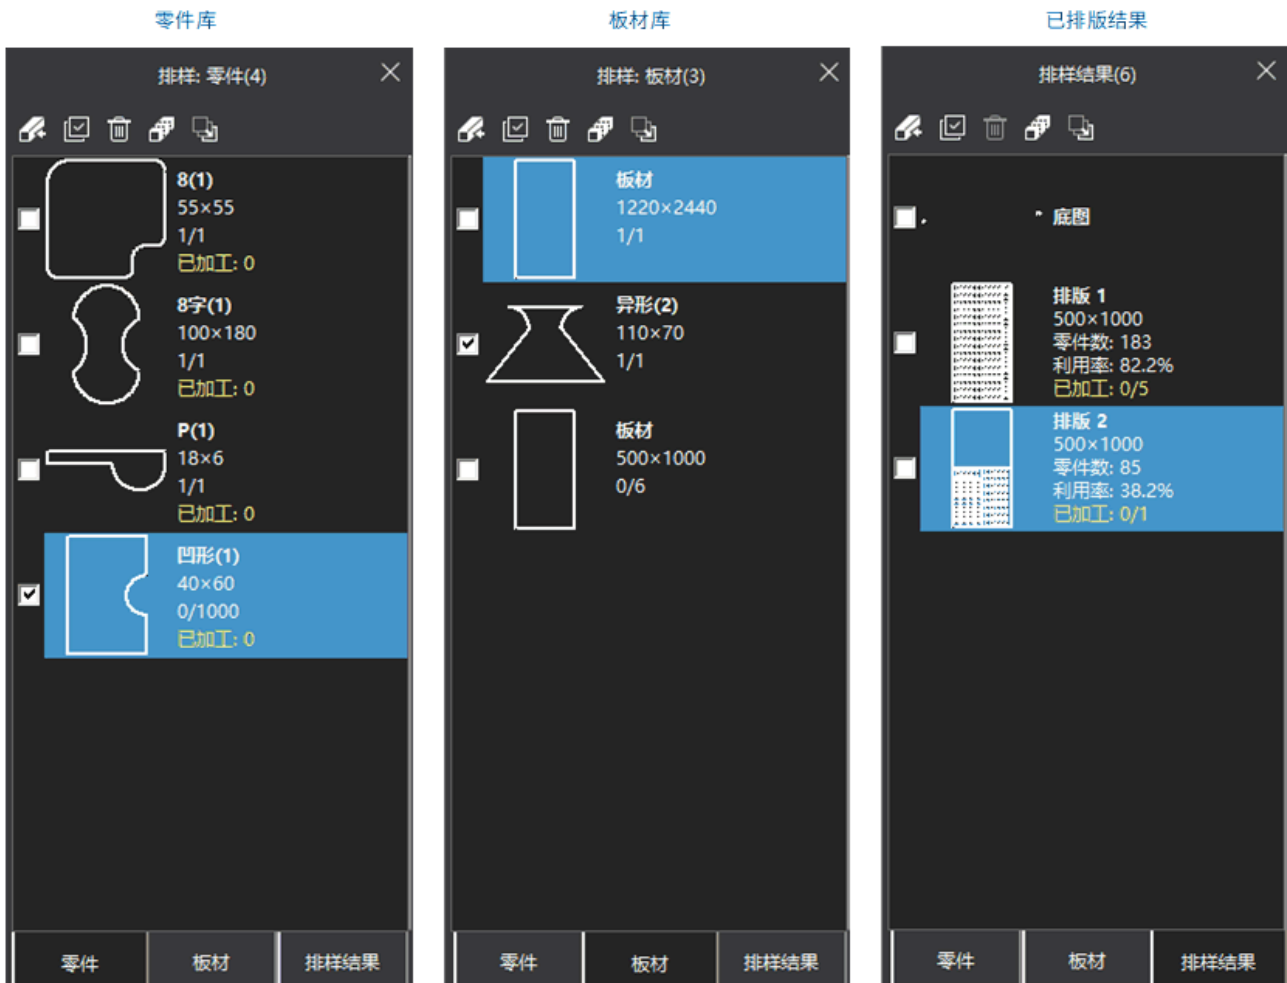 零件库
板材库
已排版结果
排样: 零件(4)
8(1)
55×55
1/1
已加工: 0
8字(1)
100×180
1/1
已加工: 0
P(1)
18×6
1/1
已加工: 0
凹形(1)
40×60
0/1000
已加工: 0
零件
板材
排样结果
排样: 板材(3)
板材
1220×2440
1/1
异形(2)
110×70
1/1
板材
500×1000
0/6
零件
板材
排样结果
排样结果(6)
底图
排版 1
500×1000
零件数: 183
利用率: 82.2%
已加工: 0/5
排版 2
500×1000
零件数: 85
利用率: 38.2%
已加工: 0/1
零件
板材
排样结果